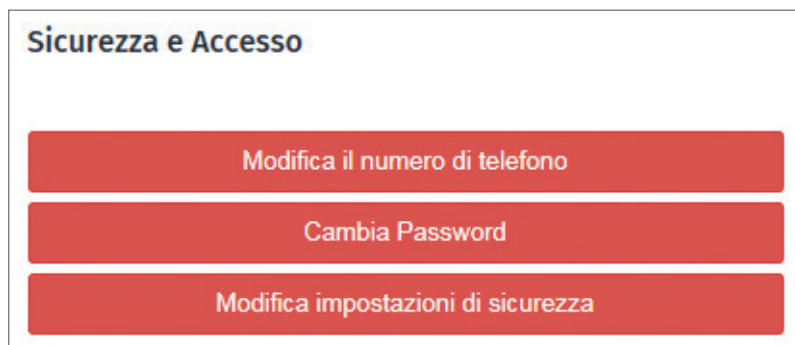 Sicurezza e Accesso
Modifica il numero di telefono
Cambia Password
Modifica impostazioni di sicurezza